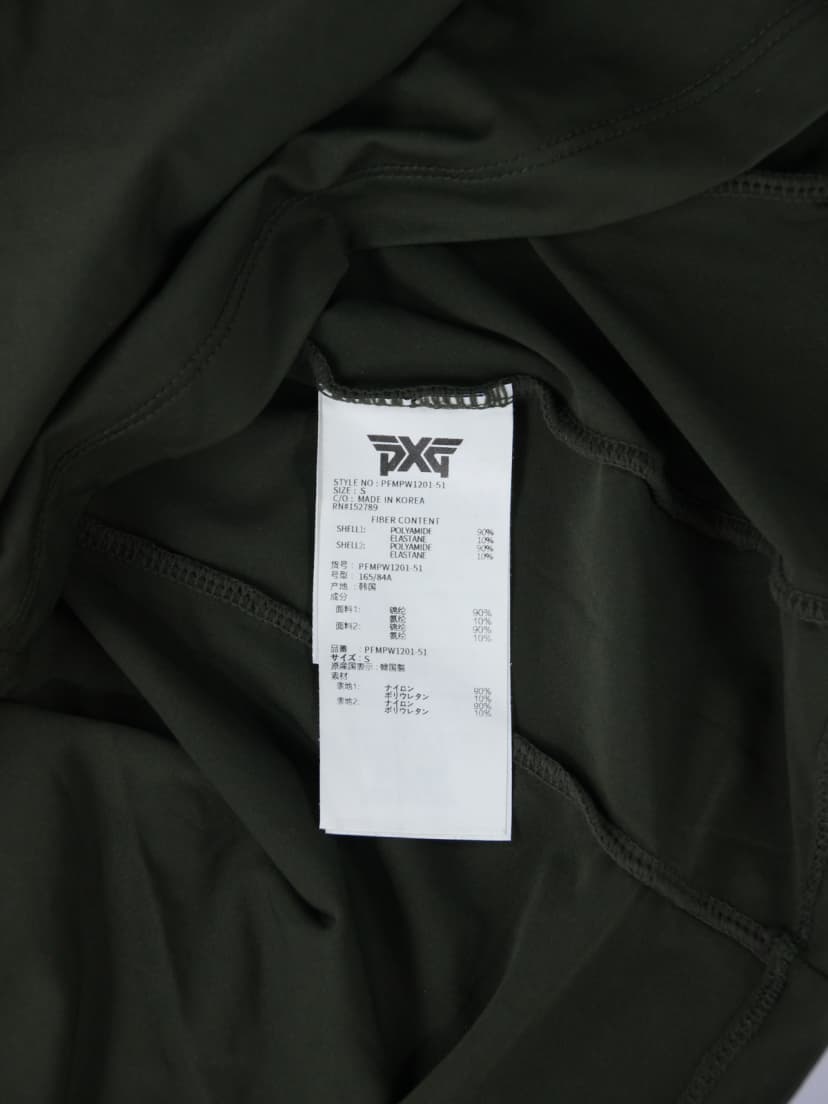 PXG
STYLE NO : PFMPW1201-51
SIZE : S
C/O : MADE IN KOREA
RN#152789
FIBER CONTENT
SHELL1: POLYAMIDE 90%
ELASTANE 10%
SHELL2: POLYAMIDE 90%
ELASTANE 10%
货号 : PFMPW1201-51
号型 : 165/84A
产地 : 韩国
成分
面料1: 锦纶 90%
氨纶 10%
面料2: 锦纶 90%
氨纶 10%
品番 : PFMPW1201-51
サイズ : S
原産国表示 : 韓国製
素材
表地1: ナイロン 90%
ポリウレタン 10%
表地2: ナイロン 90%
ポリウレタン 10%